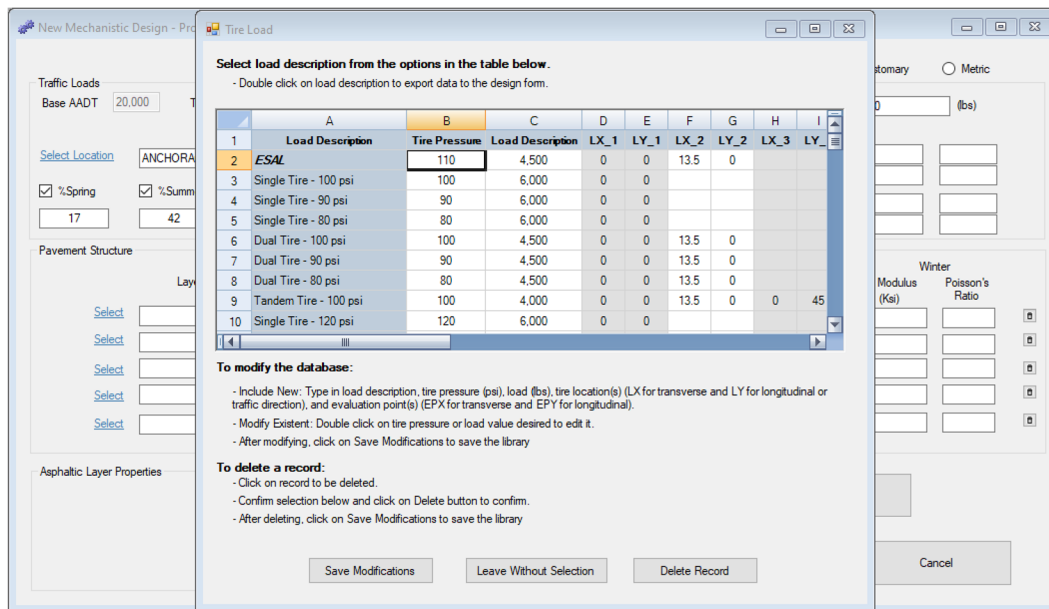 New Mechanistic Design - Pro
Tire Load
Select load description from the options in the table below.
- Double click on load description to export data to the design form.
stomary Metric
Traffic Loads
Base AADT 20,000 T
(lbs)
Select Location ANCHORA
%Spring %Summ
17 42
A B C D E F G H I
1 Load Description Tire Pressure Load Description LX_1 LY_1 LX_2 LY_2 LX_3 LY_
2 ESAL 110 4,500 0 0 13.5 0
3 Single Tire - 100 psi 100 6,000 0 0
4 Single Tire - 90 psi 90 6,000 0 0
5 Single Tire - 80 psi 80 6,000 0 0
6 Dual Tire - 100 psi 100 4,500 0 0 13.5 0
7 Dual Tire - 90 psi 90 4,500 0 0 13.5 0
8 Dual Tire - 80 psi 80 4,500 0 0 13.5 0
9 Tandem Tire - 100 psi 100 4,000 0 0 13.5 0 0 45
10 Single Tire - 120 psi 120 6,000 0 0
Pavement Structure
Laye
Select
Select
Select
Select
Select
Winter
Modulus Poisson's
(Ksi) Ratio
To modify the database:
- Include New: Type in load description, tire pressure (psi), load (lbs), tire location(s) (LX for transverse and LY for longitudinal or
traffic direction), and evaluation point(s) (EPX for transverse and EPY for longitudinal).
- Modify Existent: Double click on tire pressure or load value desired to edit it.
- After modifying, click on Save Modifications to save the library
To delete a record:
- Click on record to be deleted.
- Confirm selection below and click on Delete button to confirm.
- After deleting, click on Save Modifications to save the library
Asphaltic Layer Properties
Save Modifications Leave Without Selection Delete Record
Cancel